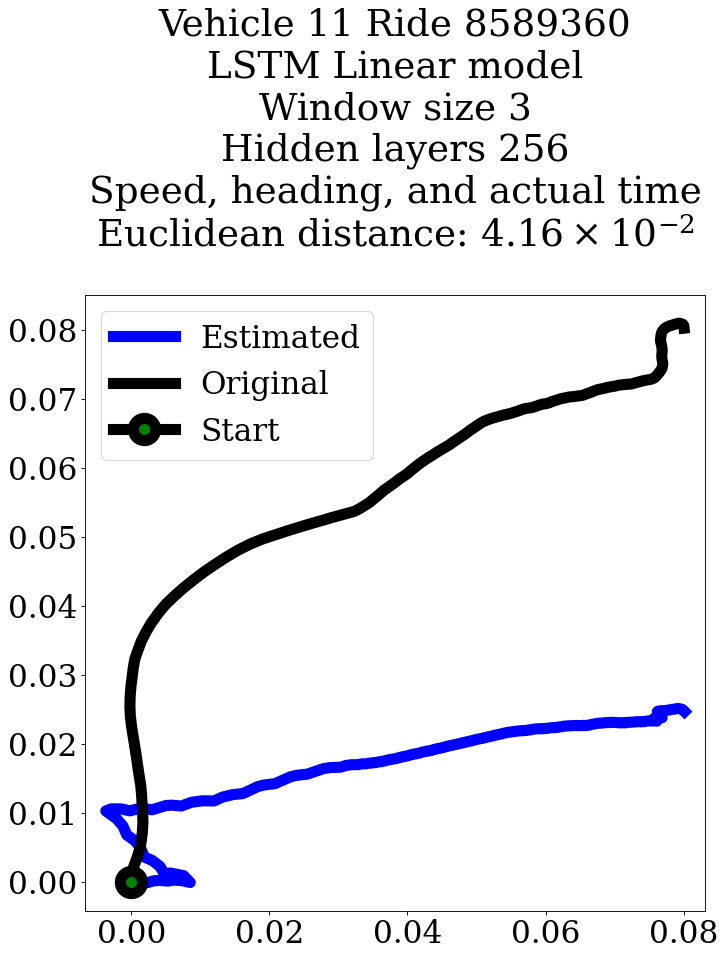 Vehicle 11 Ride 8589360
LSTM Linear model
Window size 3
Hidden layers 256
Speed, heading, and actual time
Euclidean distance: 4.16 × 10⁻²
Estimated
Original
Start
0.08
0.07
0.06
0.05
0.04
0.03
0.02
0.01
0.00
0.00 0.02 0.04 0.06 0.08